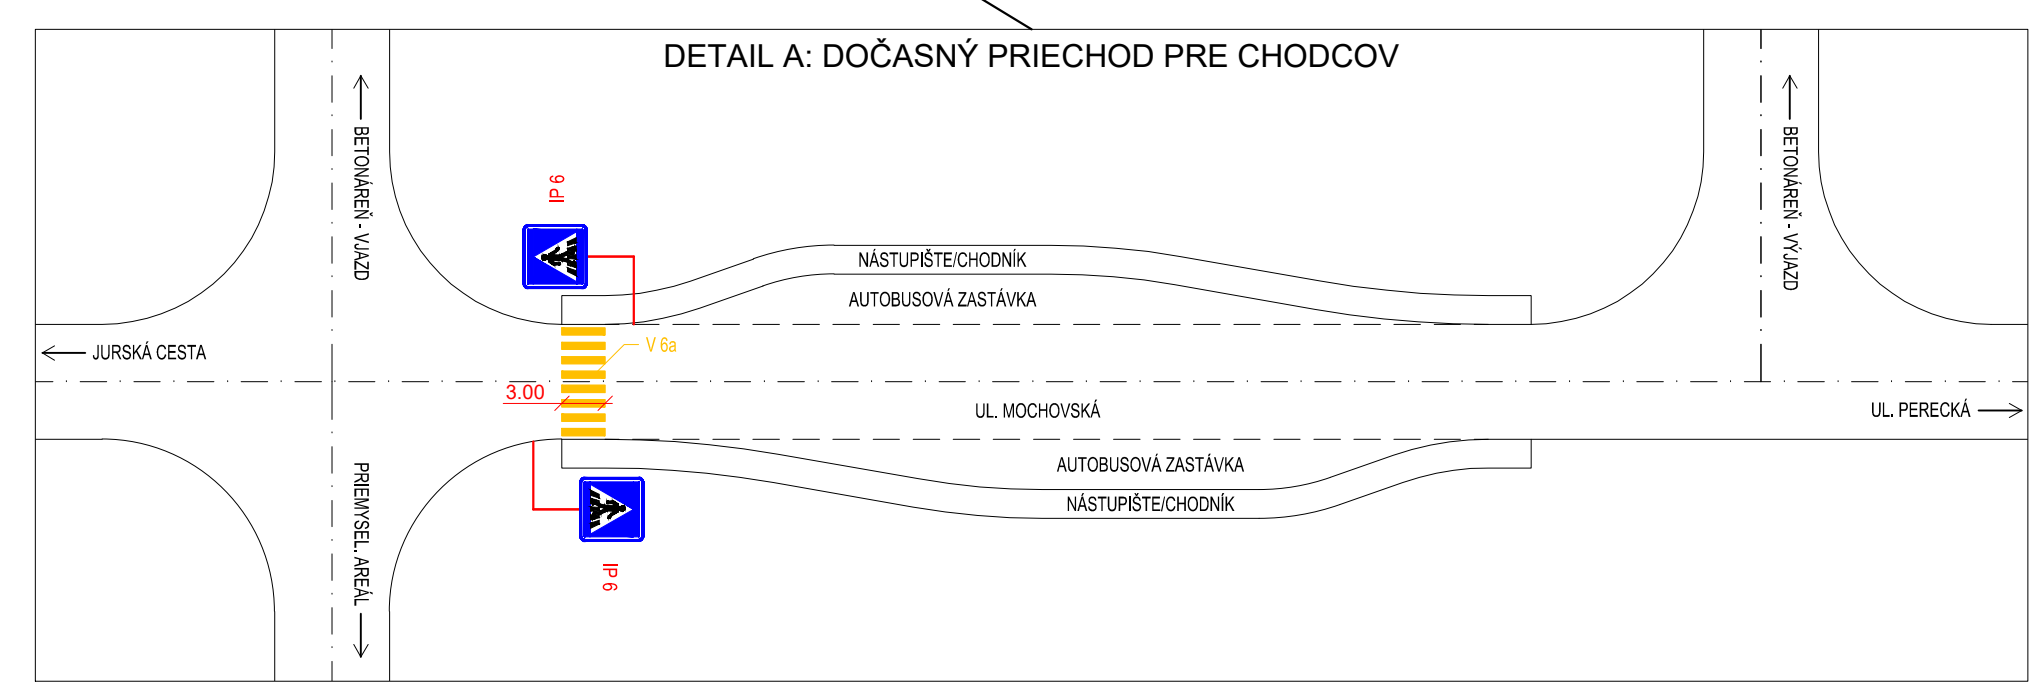 DETAIL A: DOČASNÝ PRIECHOD PRE CHODCOV
BETONÁREŇ - VJAZD
IP 6
NÁSTUPIŠTE/CHODNÍK
AUTOBUSOVÁ ZASTÁVKA
BETONÁREŇ - VÝJAZD
JURSKÁ CESTA
V 6a
3.00
UL. MOCHOVSKÁ
UL. PERECKÁ
PRIEMYSEL. AREÁL
AUTOBUSOVÁ ZASTÁVKA
NÁSTUPIŠTE/CHODNÍK
IP 6